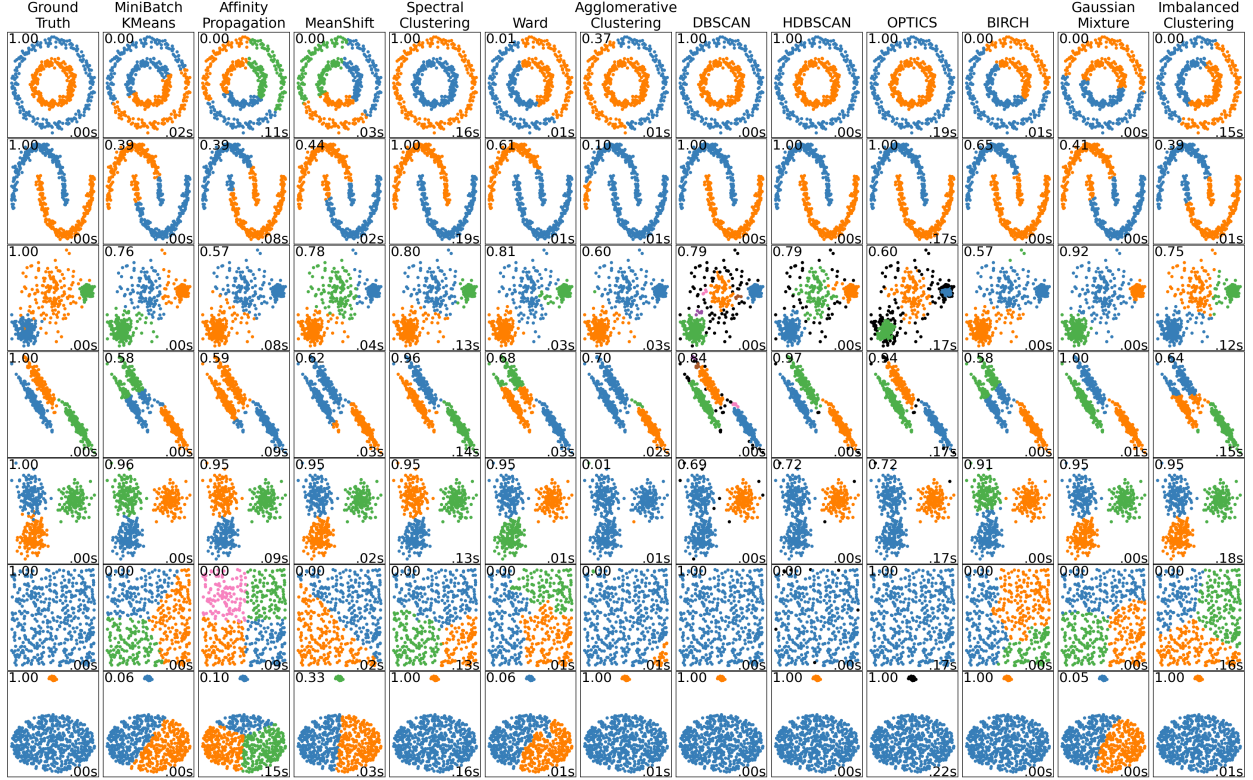 Ground Truth
MiniBatch KMeans
Affinity Propagation
MeanShift
Spectral Clustering
Ward
Agglomerative Clustering
DBSCAN
HDBSCAN
OPTICS
BIRCH
Gaussian Mixture
Imbalanced Clustering
1.00 0.00 0.00 0.00 1.00 0.01 0.37 1.00 1.00 1.00 0.00 0.00 0.00
.00s .02s .11s .03s .16s .01s .01s .00s .00s .19s .01s .00s .15s
1.00 0.39 0.39 0.44 1.00 0.61 0.10 1.00 1.00 1.00 0.65 0.41 0.39
.00s .00s .08s .02s .19s .01s .01s .00s .00s .17s .00s .00s .01s
1.00 0.76 0.57 0.78 0.80 0.81 0.60 0.79 0.79 0.60 0.57 0.92 0.75
.00s .00s .08s .04s .13s .03s .03s .00s .00s .17s .00s .00s .12s
1.00 0.58 0.59 0.62 0.96 0.68 0.70 0.84 0.97 0.94 0.58 1.00 0.64
.00s .00s .09s .03s .14s .03s .02s .00s .00s .17s .00s .01s .15s
1.00 0.96 0.95 0.95 0.95 0.95 0.01 0.69 0.72 0.72 0.91 0.95 0.95
.00s .00s .09s .02s .13s .01s .01s .00s .00s .17s .00s .00s .18s
1.00 0.00 0.00 0.00 0.00 0.00 0.00 1.00 0.00 1.00 0.00 0.00 0.00
.00s .00s .09s .02s .13s .01s .01s .00s .00s .17s .00s .00s .16s
1.00 0.06 0.10 0.33 1.00 0.06 1.00 1.00 1.00 1.00 1.00 0.05 1.00
.00s .00s .15s .03s .16s .01s .01s .00s .00s .22s .00s .00s .01s